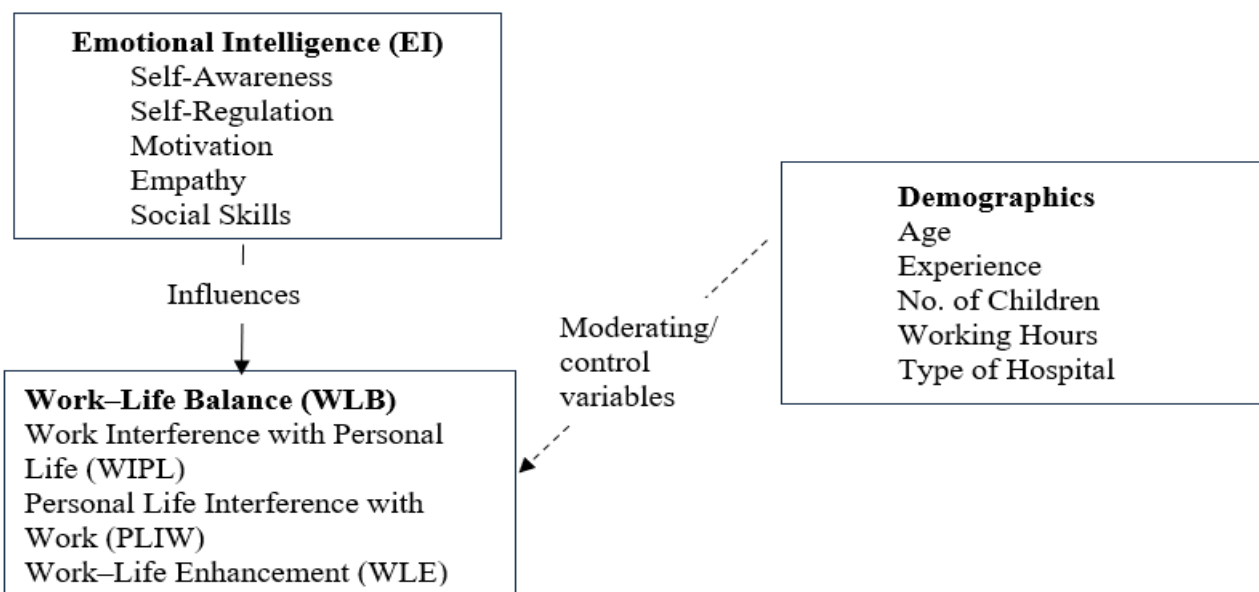 Emotional Intelligence (EI)
Self-Awareness
Self-Regulation
Motivation
Empathy
Social Skills
Influences
Work–Life Balance (WLB)
Work Interference with Personal
Life (WIPL)
Personal Life Interference with
Work (PLIW)
Work–Life Enhancement (WLE)
Moderating/
control
variables
Demographics
Age
Experience
No. of Children
Working Hours
Type of Hospital